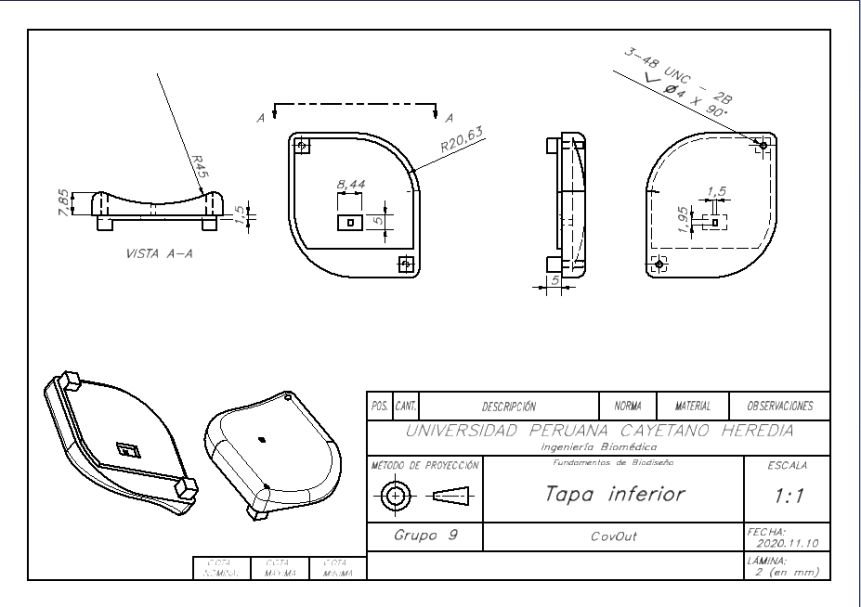 3-48 UNC - 2B
Ø4 X 90°
A
A
R20,63
R45
8,44
5
7,85
1,5
1,5
1,95
5
VISTA A-A
POS. CANT. DESCRIPCIÓN NORMA MATERIAL OBSERVACIONES
UNIVERSIDAD PERUANA CAYETANO HEREDIA
Ingeniería Biomédica
METODO DE PROYECCIÓN
Fundamentos de Biodiseño
ESCALA
Tapa inferior
1:1
Grupo 9
CovOut
FECHA:
2020.11.10
LÁMINA:
2 (en mm)
COTA NOMINAL
COTA MAXIMA
COTA MINIMA